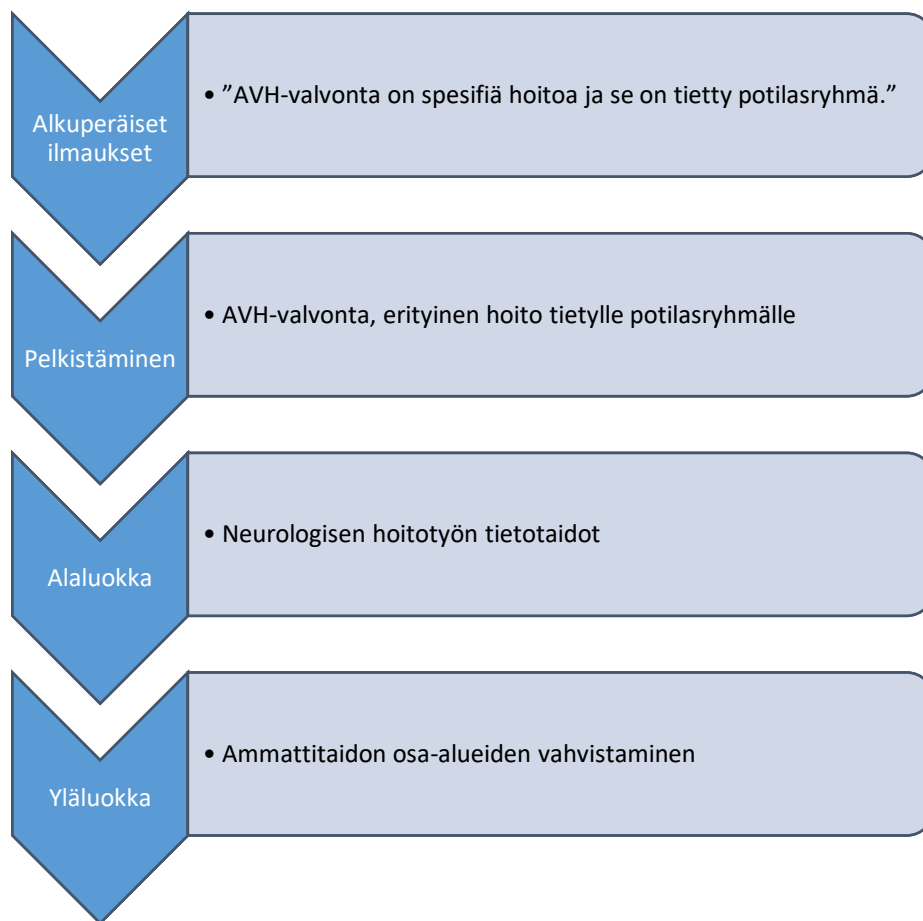 Alkuperäiset
ilmaukset
• ”AVH-valvonta on spesifiä hoitoa ja se on tietty potilasryhmä.”
Pelkistäminen
• AVH-valvonta, erityinen hoito tietylle potilasryhmälle
Alaluokka
• Neurologisen hoitotyön tietotaidot
Yläluokka
• Ammattitaidon osa-alueiden vahvistaminen